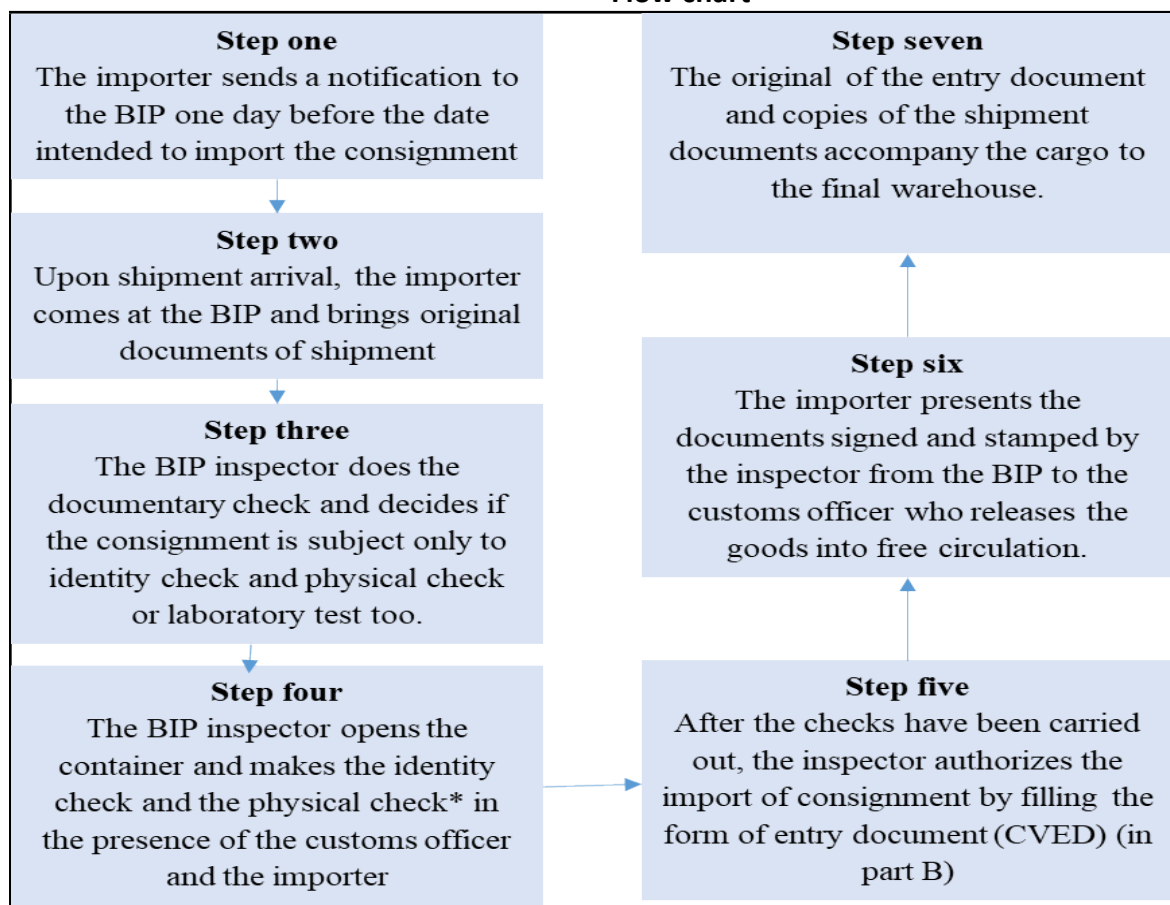 Flow chart
Step one
The importer sends a notification to
the BIP one day before the date
intended to import the consignment
Step two
Upon shipment arrival, the importer
comes at the BIP and brings original
documents of shipment
Step three
The BIP inspector does the
documentary check and decides if
the consignment is subject only to
identity check and physical check
or laboratory test too.
Step four
The BIP inspector opens the
container and makes the identity
check and the physical check* in
the presence of the customs officer
and the importer
Step five
After the checks have been carried
out, the inspector authorizes the
import of consignment by filling the
form of entry document (CVED) (in
part B)
Step six
The importer presents the
documents signed and stamped by
the inspector from the BIP to the
customs officer who releases the
goods into free circulation.
Step seven
The original of the entry document
and copies of the shipment
documents accompany the cargo to
the final warehouse.